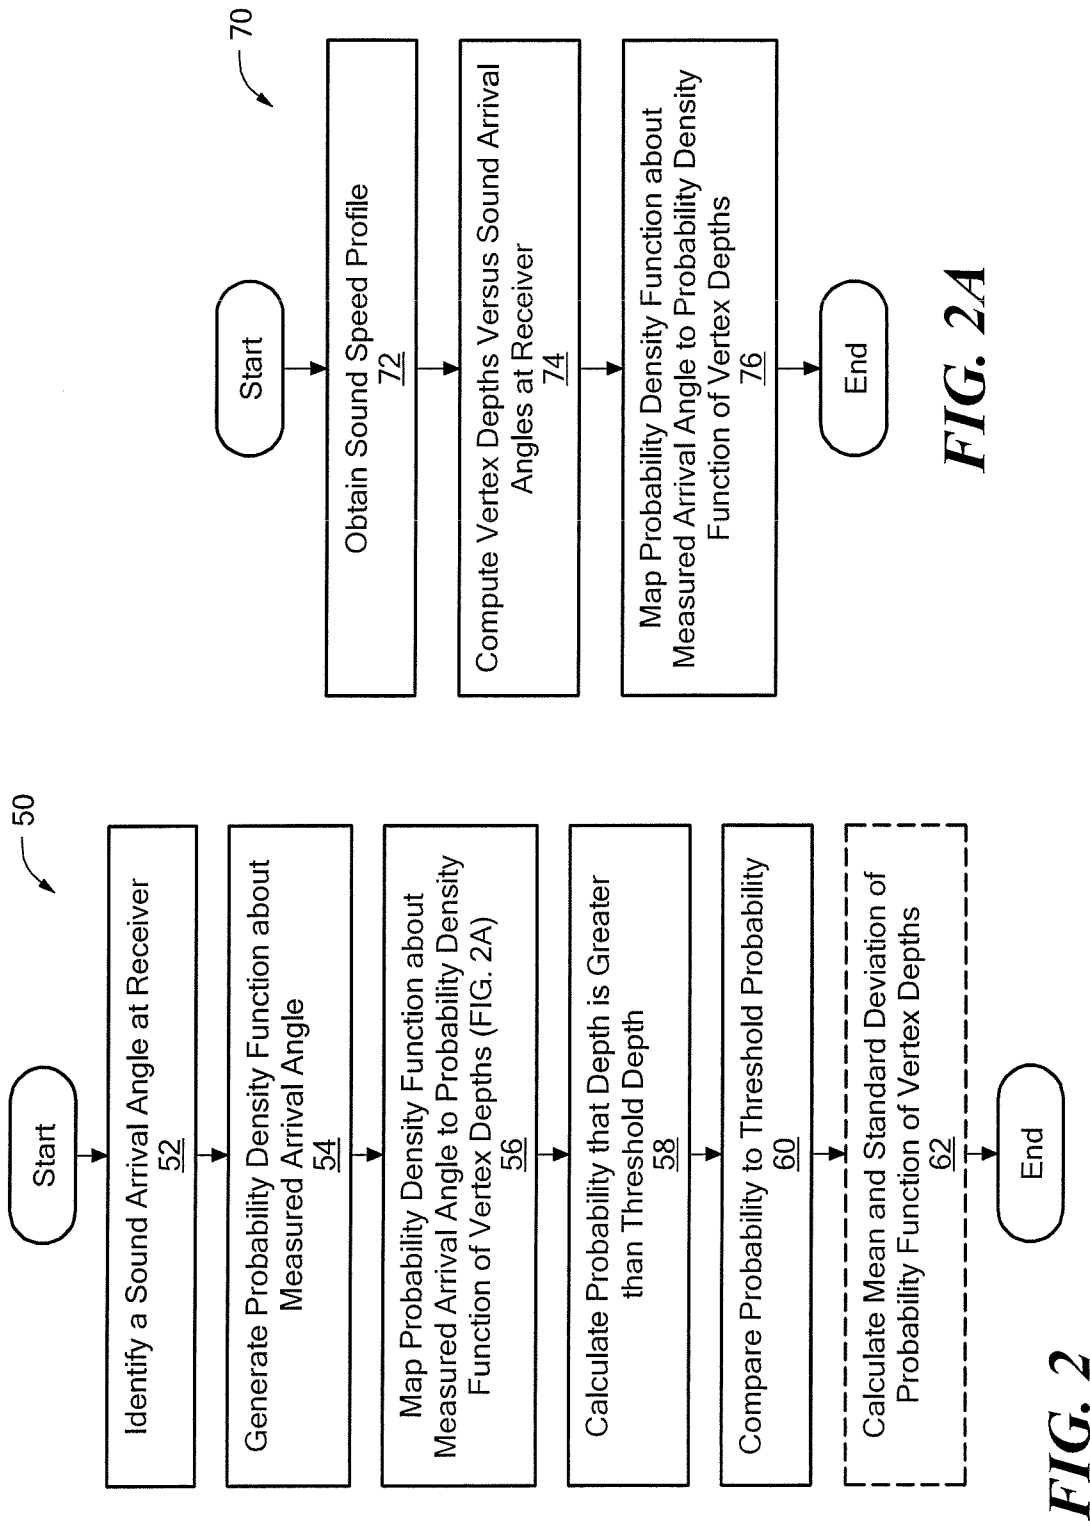 50
Start
Identify a Sound Arrival Angle at Receiver
52
Generate Probability Density Function about
Measured Arrival Angle
54
Map Probability Density Function about
Measured Arrival Angle to Probability Density
Function of Vertex Depths (FIG. 2A)
56
Calculate Probability that Depth is Greater
than Threshold Depth
58
Compare Probability to Threshold Probability
60
Calculate Mean and Standard Deviation of
Probability Function of Vertex Depths
62
End
FIG. 2
70
Start
Obtain Sound Speed Profile
72
Compute Vertex Depths Versus Sound Arrival
Angles at Receiver
74
Map Probability Density Function about
Measured Arrival Angle to Probability Density
Function of Vertex Depths
76
End
FIG. 2A